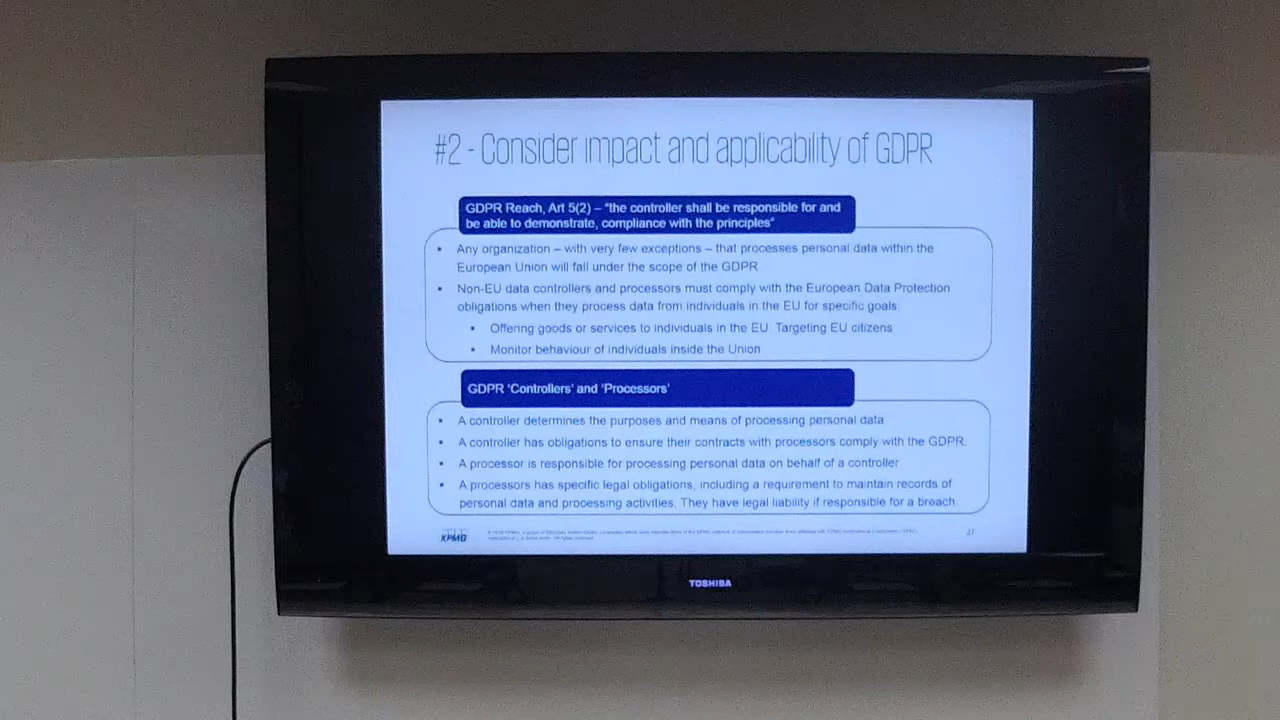 #2 - Consider impact and applicability of GDPR
GDPR Reach, Art 5(2) – "the controller shall be responsible for and
be able to demonstrate, compliance with the principles"
• Any organization – with very few exceptions – that processes personal data within the
European Union will fall under the scope of the GDPR
• Non-EU data controllers and processors must comply with the European Data Protection
obligations when they process data from individuals in the EU for specific goals:
• Offering goods or services to individuals in the EU. Targeting EU citizens
• Monitor behaviour of individuals inside the Union
GDPR 'Controllers' and 'Processors'
• A controller determines the purposes and means of processing personal data
• A controller has obligations to ensure their contracts with processors comply with the GDPR.
• A processor is responsible for processing personal data on behalf of a controller
• A processors has specific legal obligations, including a requirement to maintain records of
personal data and processing activities. They have legal liability if responsible for a breach.
KPMG
27
TOSHIBA